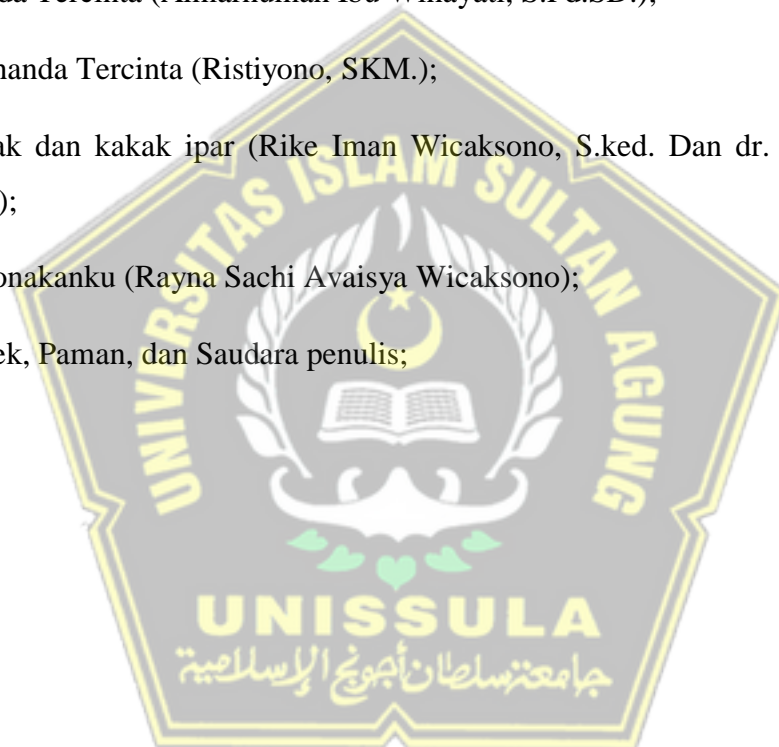 manda Tercinta (Ristiyono, SKM.);
ak dan kakak ipar (Rike Iman Wicaksono, S.ked. Dan dr.
);
onakanku (Rayna Sachi Avaisya Wicaksono);
ek, Paman, dan Saudara penulis;
UNIVERSITAS ISLAM SULTAN AGUNG
UNISSULA
جامعة سلطان أجونج الإسلامية